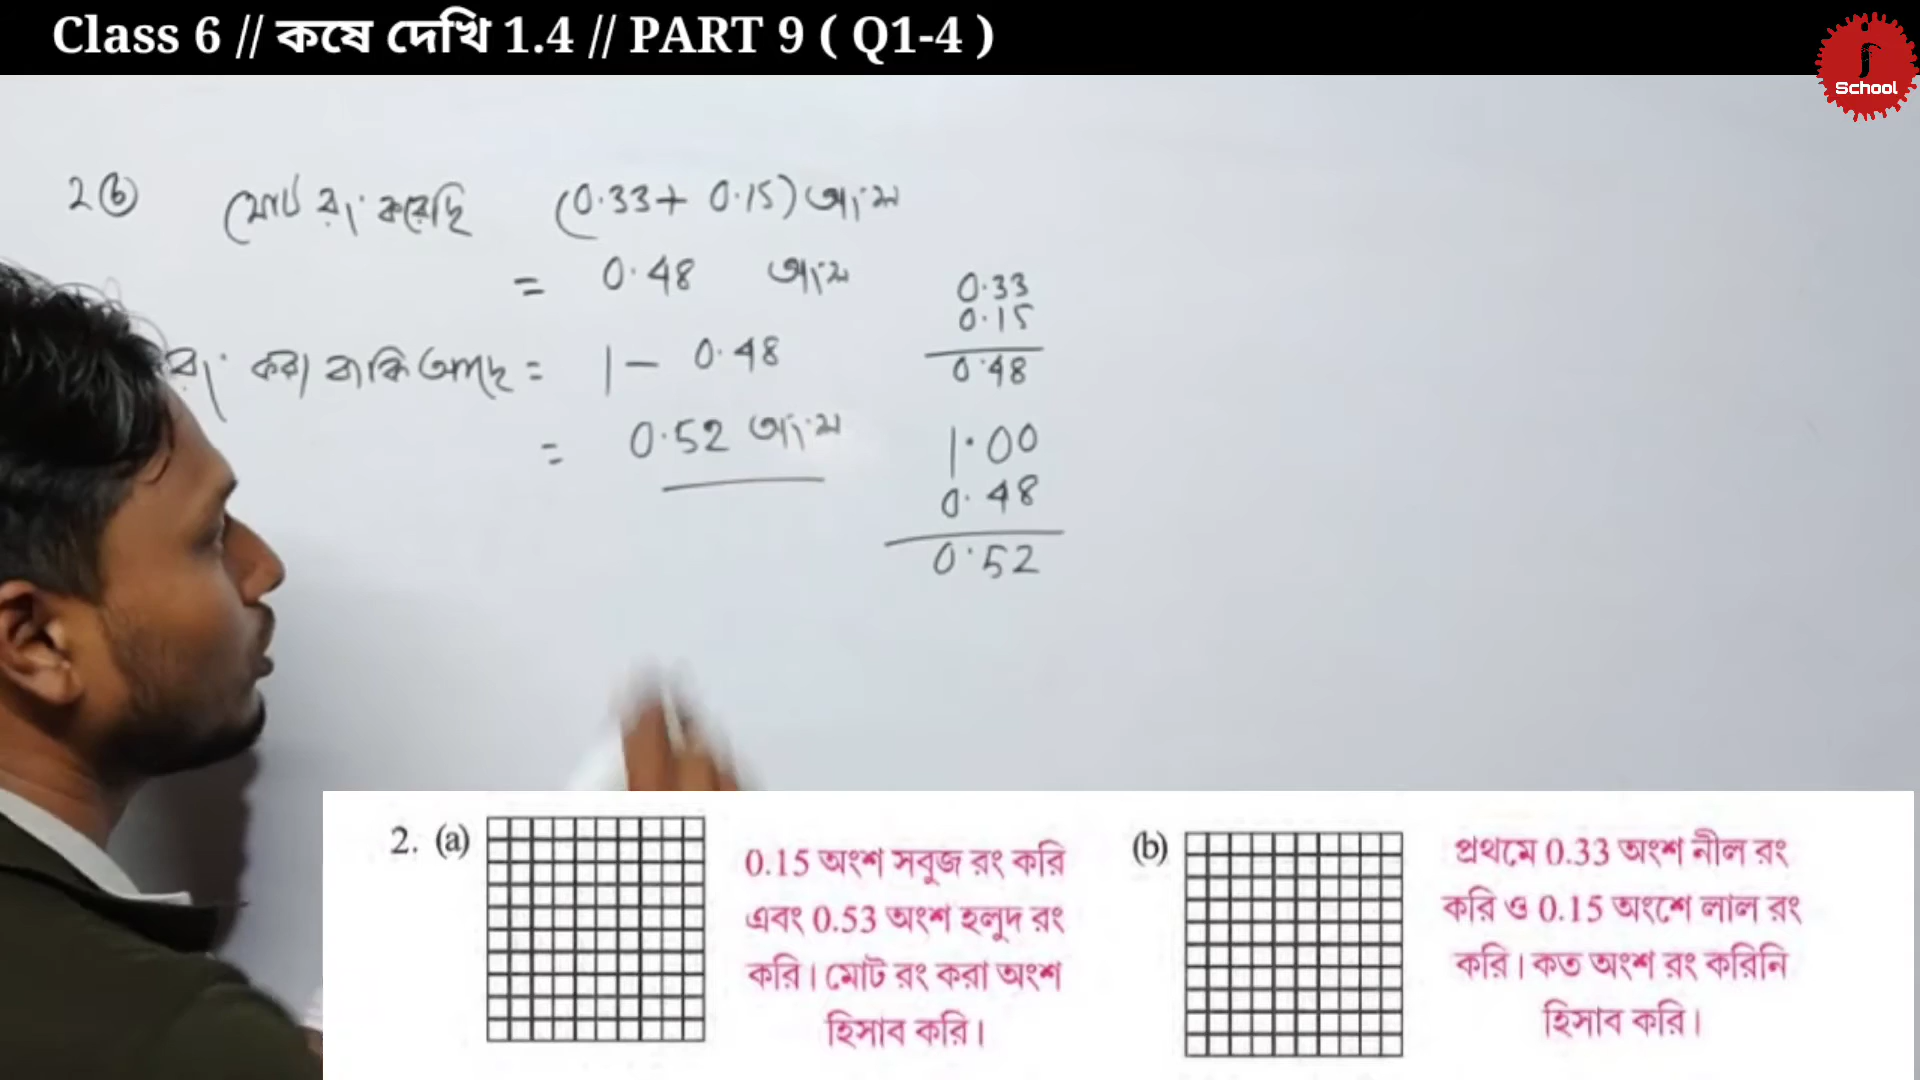 Class 6 // কষে দেখি 1.4 // PART 9 ( Q1-4 )
School
2 (b) মোট রং করেছি (0.33+ 0.15) অংশ
= 0.48 অংশ
রং করা বাকি আছে = 1 - 0.48
= 0.52 অংশ
0.33
0.15
0.48
1.00
0.48
0.52
2. (a)
0.15 অংশ সবুজ রং করি
এবং 0.53 অংশ হলুদ রং
করি। মোট রং করা অংশ
হিসাব করি।
(b)
প্রথমে 0.33 অংশ নীল রং
করি ও 0.15 অংশে লাল রং
করি। কত অংশ রং করিনি
হিসাব করি।